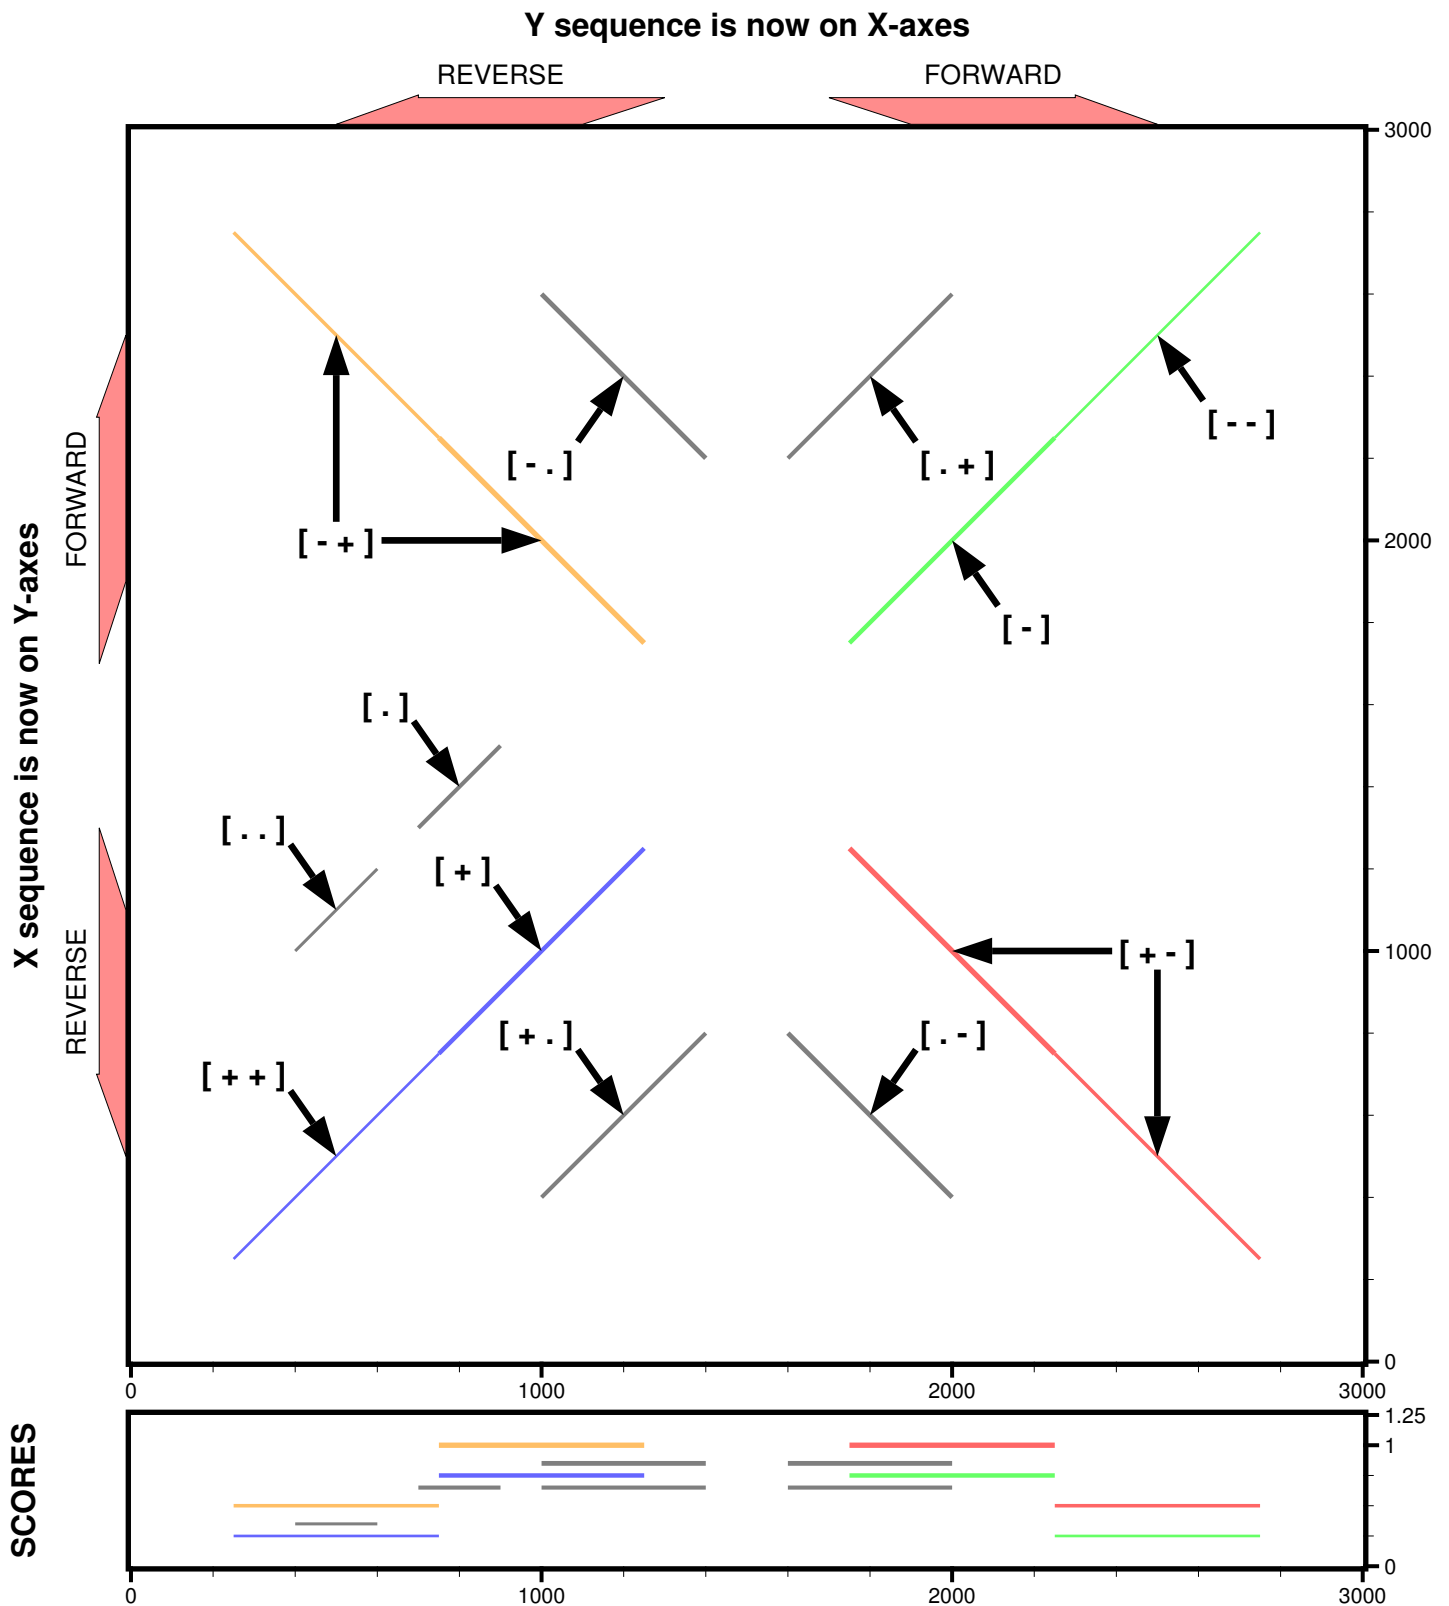 Y sequence is now on X-axes
REVERSE
FORWARD
3000
[ - - ]
[ - . ]
[ . + ]
FORWARD
[ - + ]
2000
[ - ]
X sequence is now on Y-axes
[ . ]
[ . . ]
[ + ]
REVERSE
[ + - ]
1000
[ + . ]
[ . - ]
[ + + ]
0
0
1000
2000
3000
SCORES
1.25
1
0
0
1000
2000
3000